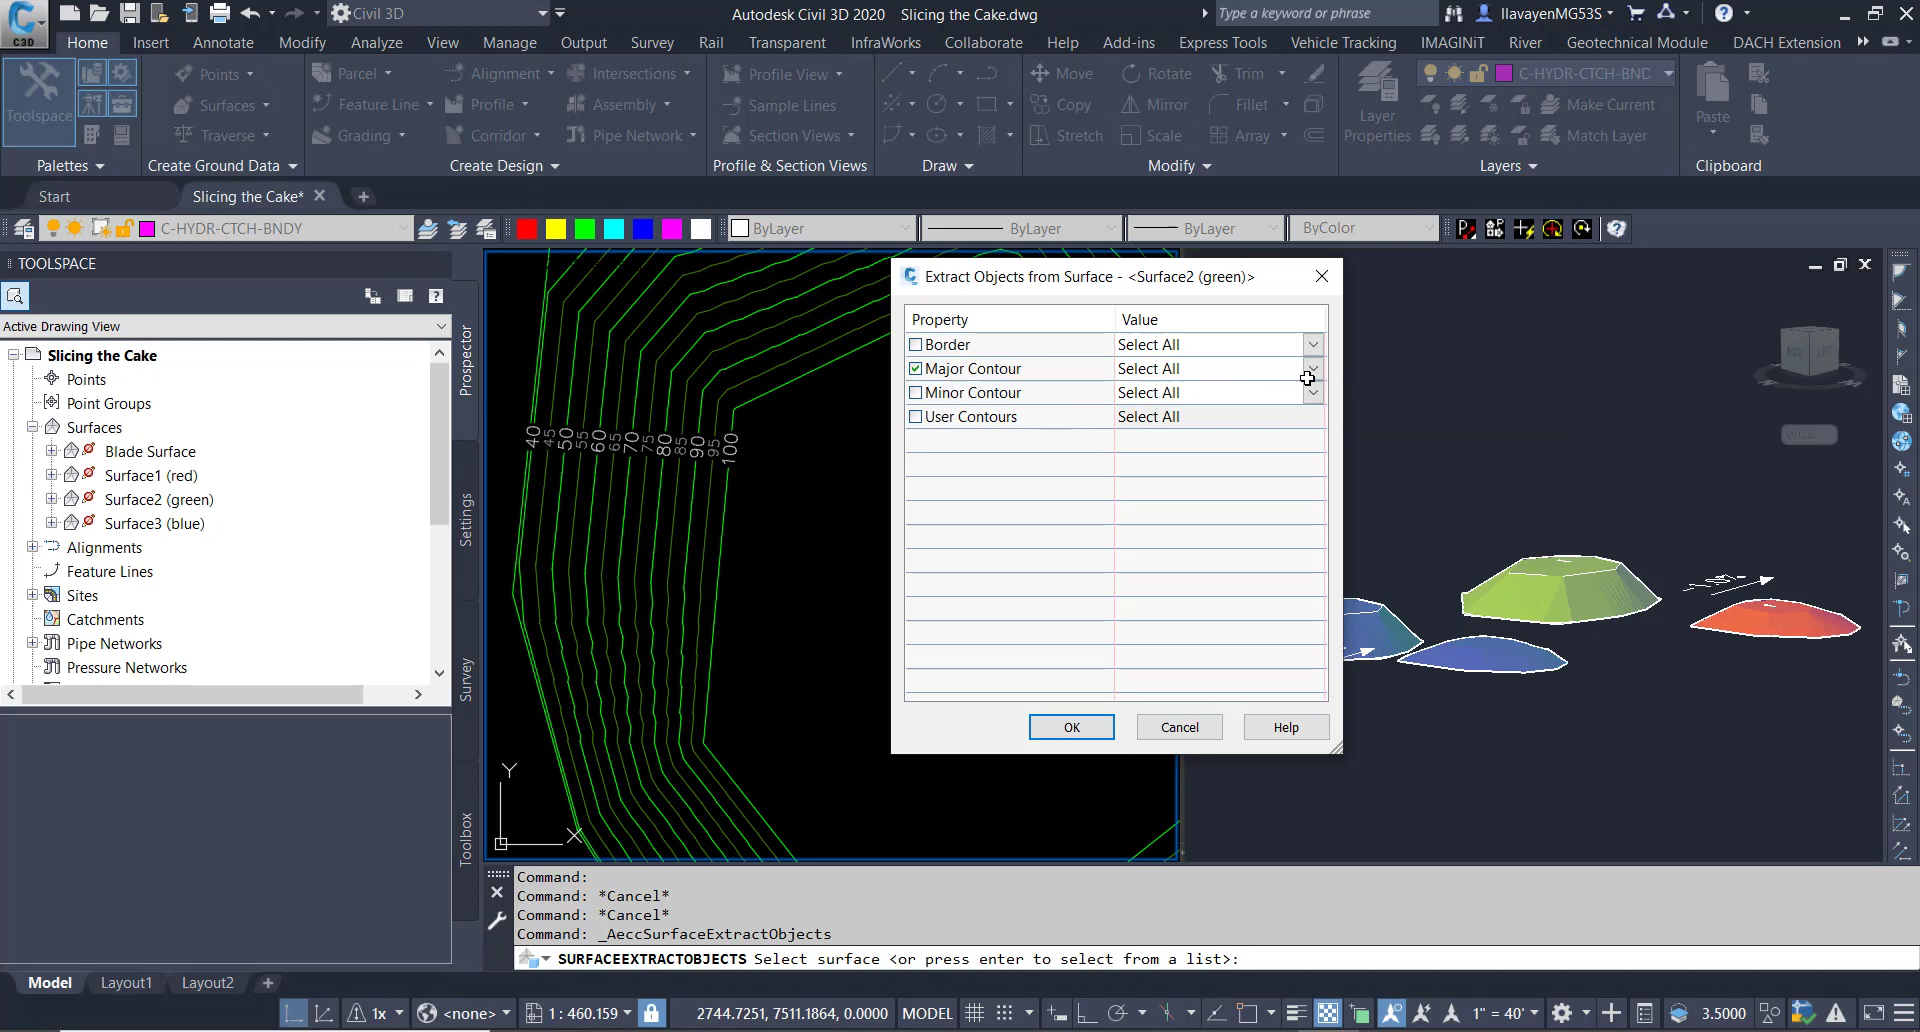 C3D
Civil 3D
Autodesk Civil 3D 2020 Slicing the Cake.dwg
Type a keyword or phrase
llavayenMG53S
Home Insert Annotate Modify Analyze View Manage Output Survey Rail Transparent InfraWorks Collaborate Help Add-ins Express Tools Vehicle Tracking IMAGINiT River Geotechnical Module DACH Extension
Toolspace
Points
Surfaces
Traverse
Parcel
Feature Line
Grading
Alignment
Profile
Corridor
Intersections
Assembly
Pipe Network
Profile View
Sample Lines
Section Views
Move
Copy
Stretch
Rotate
Mirror
Scale
Trim
Fillet
Array
Layer
Properties
C-HYDR-CTCH-BND
Make Current
Match Layer
Paste
Palettes Create Ground Data Create Design Profile & Section Views Draw Modify Layers Clipboard
Start Slicing the Cake*
C-HYDR-CTCH-BNDY
ByLayer ByLayer ByLayer ByColor
TOOLSPACE
Active Drawing View
Slicing the Cake
Points
Point Groups
Surfaces
Blade Surface
Surface1 (red)
Surface2 (green)
Surface3 (blue)
Alignments
Feature Lines
Sites
Catchments
Pipe Networks
Pressure Networks
Prospector
Settings
Survey
Toolbox
40 45 50 55 60 65 70 75 80 85 90 95 100
Y
X
Extract Objects from Surface - <Surface2 (green)>
Property Value
Border Select All
Major Contour Select All
Minor Contour Select All
User Contours Select All
OK Cancel Help
BACK LEFT
WCS
Command:
Command: *Cancel*
Command: *Cancel*
Command: _AeccSurfaceExtractObjects
SURFACEEXTRACTOBJECTS Select surface <or press enter to select from a list>:
Model Layout1 Layout2
1x <none> 1 : 460.159 2744.7251, 7511.1864, 0.0000 MODEL 1" = 40' 3.5000